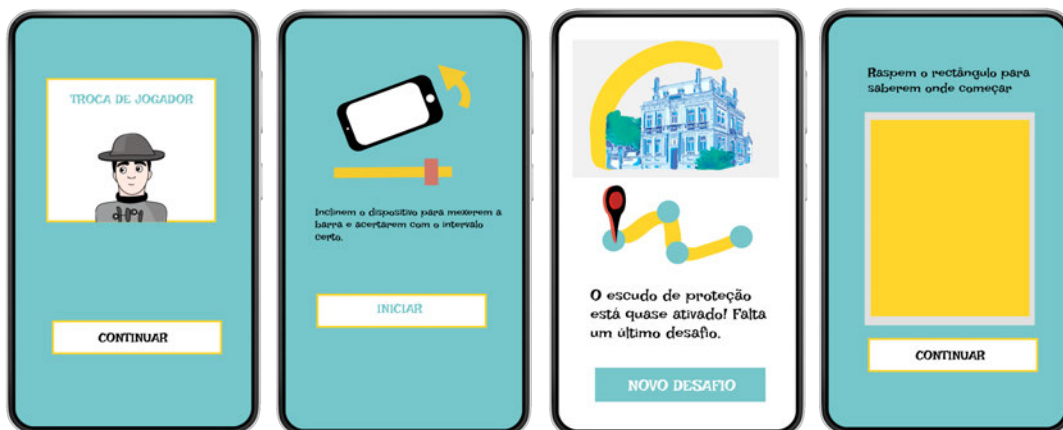 TROCA DE JOGADOR
CONTINUAR
Inclinem o dispositivo para mexerem a
barra e acertarem com o intervalo
certo.
INICIAR
O escudo de proteção
está quase ativado! Falta
um último desafio.
NOVO DESAFIO
Raspem o rectângulo para
saberem onde começar
CONTINUAR